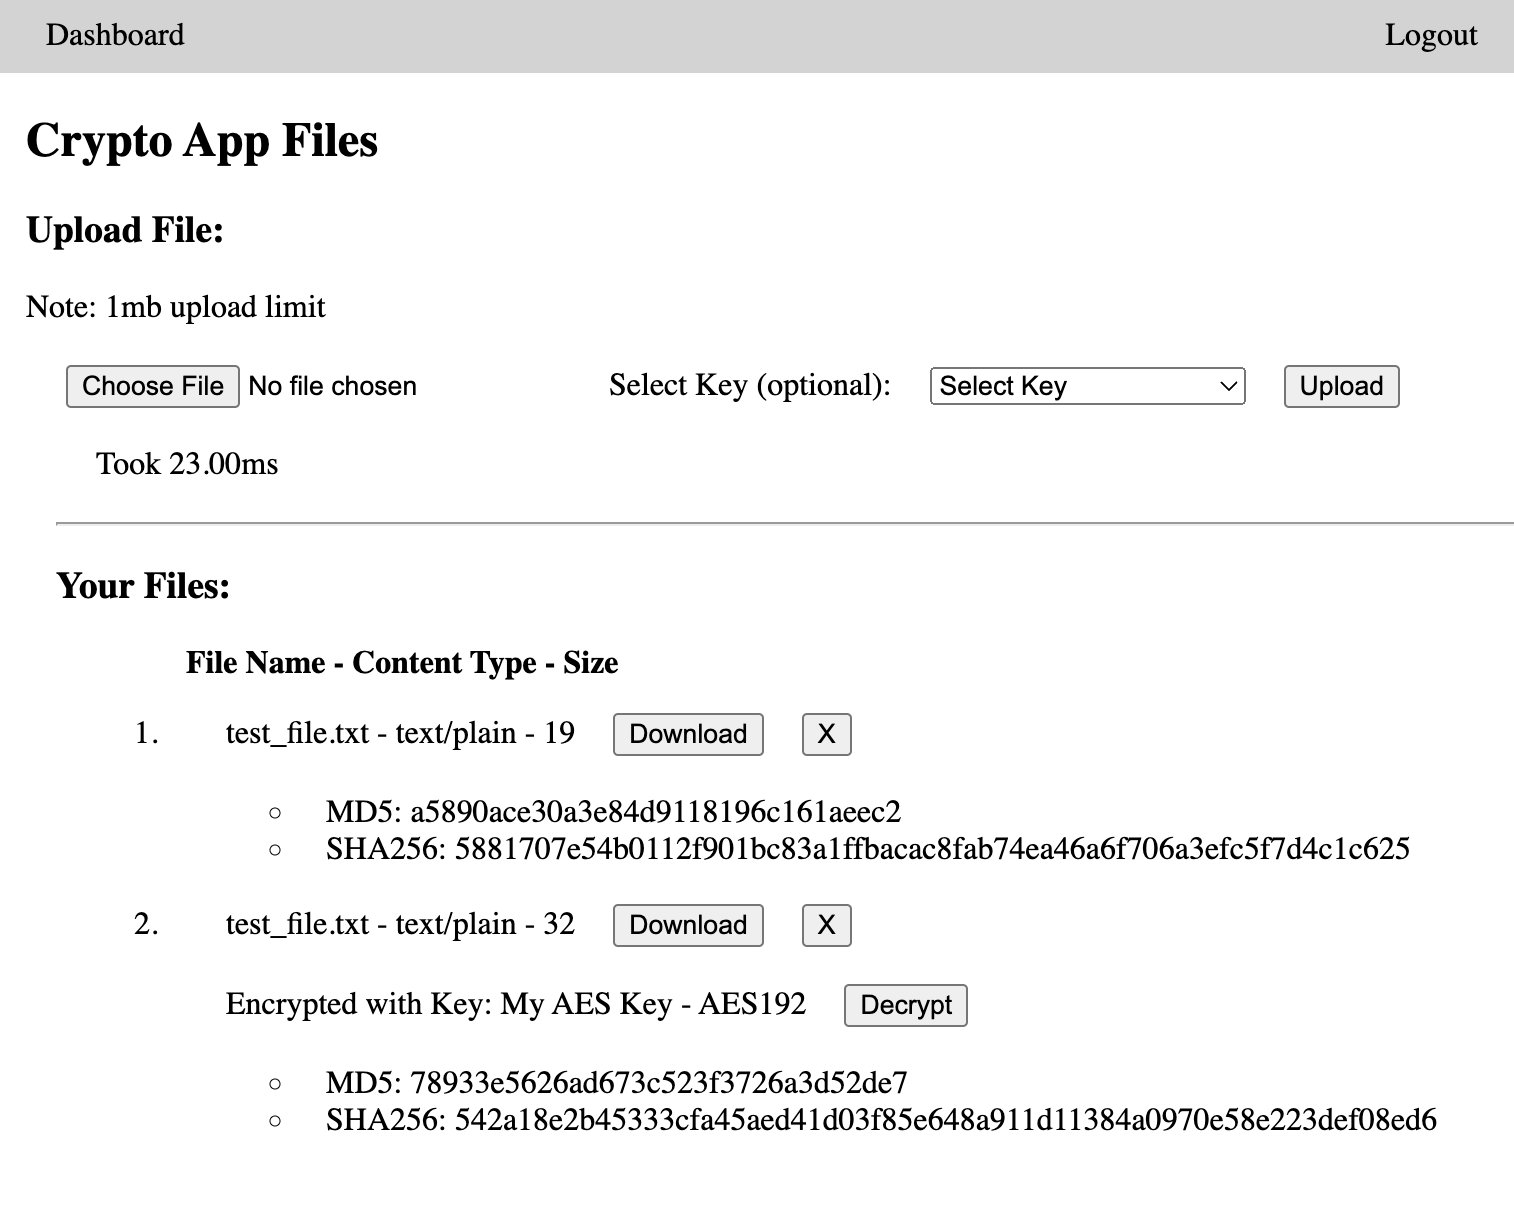 Dashboard Logout
Crypto App Files
Upload File:
Note: 1mb upload limit
Choose File No file chosen Select Key (optional): Select Key Upload
Took 23.00ms
Your Files:
File Name - Content Type - Size
1. test_file.txt - text/plain - 19 Download X
MD5: a5890ace30a3e84d9118196c161aeec2
SHA256: 5881707e54b0112f901bc83a1ffbacac8fab74ea46a6f706a3efc5f7d4c1c625
2. test_file.txt - text/plain - 32 Download X
Encrypted with Key: My AES Key - AES192 Decrypt
MD5: 78933e5626ad673c523f3726a3d52de7
SHA256: 542a18e2b45333cfa45aed41d03f85e648a911d11384a0970e58e223def08ed6